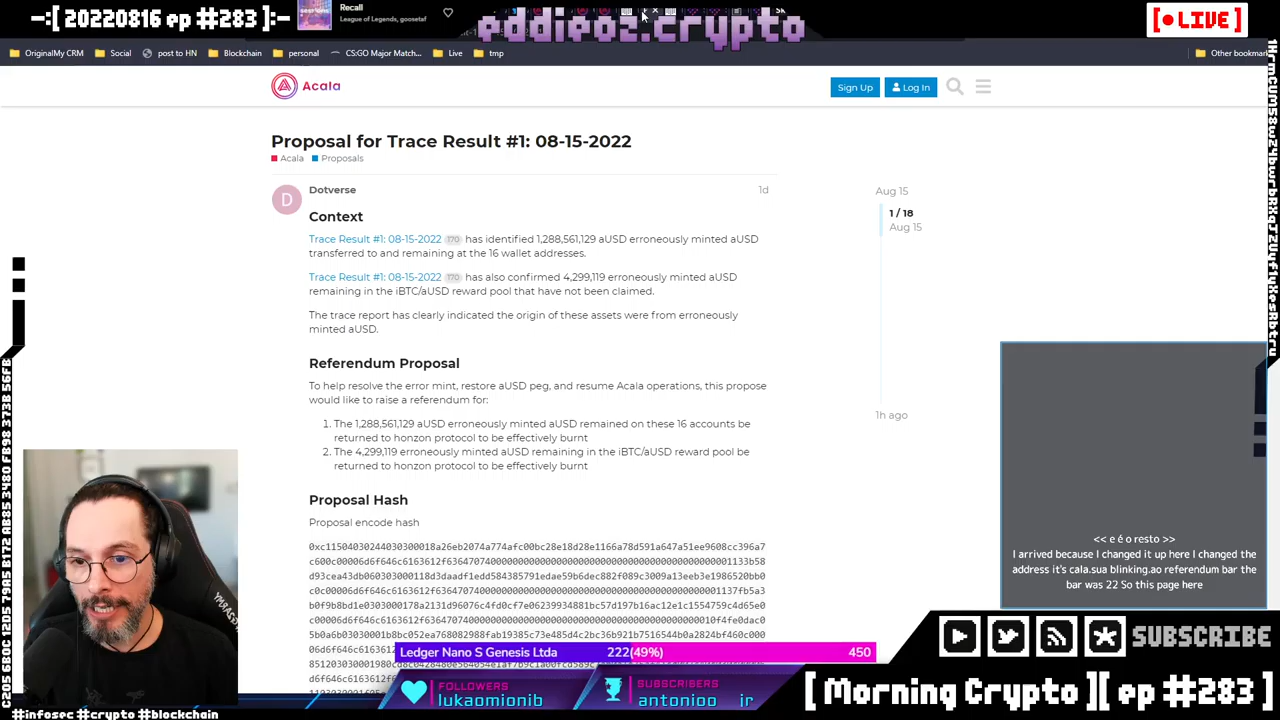 -:[ 20220816 ep #283 ]:-
Recall
League of Legends, goosetaf
eddieoz.crypto
[ LIVE ]
OriginalMy CRM
Social
post to HN
Blockchain
personal
CS:GO Major Match...
Live
tmp
Other bookmar
Acala
Sign Up
Log In
Proposal for Trace Result #1: 08-15-2022
Acala
Proposals
Dotverse
1d
D
Context
Trace Result #1: 08-15-2022 170 has identified 1,288,561,129 aUSD erroneously minted aUSD
transferred to and remaining at the 16 wallet addresses.
Trace Result #1: 08-15-2022 170 has also confirmed 4,299,119 erroneously minted aUSD
remaining in the iBTC/aUSD reward pool that have not been claimed.
The trace report has clearly indicated the origin of these assets were from erroneously
minted aUSD.
Referendum Proposal
To help resolve the error mint, restore aUSD peg, and resume Acala operations, this propose
would like to raise a referendum for:
1. The 1,288,561,129 aUSD erroneously minted aUSD remained on these 16 accounts be
returned to honzon protocol to be effectively burnt
2. The 4,299,119 erroneously minted aUSD remaining in the iBTC/aUSD reward pool be
returned to honzon protocol to be effectively burnt
Proposal Hash
Proposal encode hash
Aug 15
1 / 18
Aug 15
1h ago
<< e é o resto >>
I arrived because I changed it up here I changed the
address it's cala.sua blinking.ao referendum bar the
bar was 22 So this page here
Ledger Nano S Genesis Ltda
222(49%)
450
FOLLOWERS
lukaomionib
SUBSCRIBERS
antonioo jr
SUBSCRIBE
[ Morning Crypto ][ ep #283 ]
#infosec #crypto #blockchain